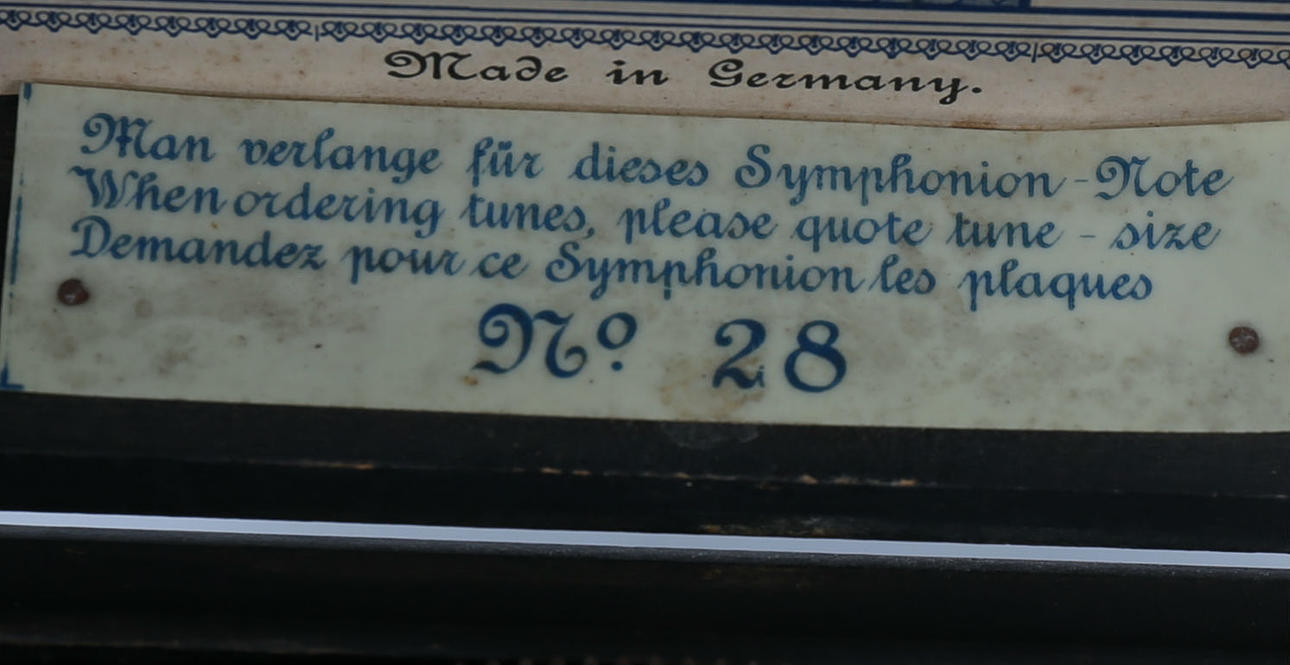 Made in Germany.
Man verlange für dieses Symphonion-Note
When ordering tunes, please quote tune - size
Demandez pour ce Symphonion les plaques
Nº 28